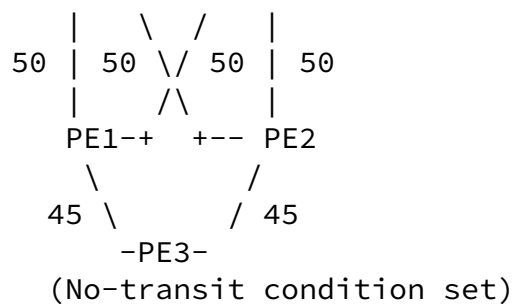 |     \   /    |
50 | 50  \/  50 | 50
|     /\       |
PE1-+  +-- PE2
\         /
45 \       / 45
-PE3-
(No-transit condition set)